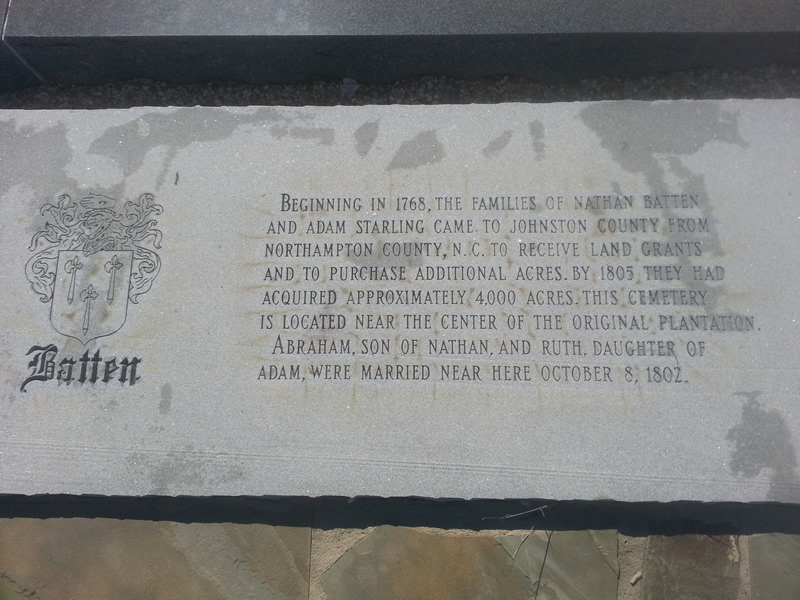 BEGINNING IN 1768, THE FAMILIES OF NATHAN BATTEN
AND ADAM STARLING CAME TO JOHNSTON COUNTY FROM
NORTHAMPTON COUNTY, N.C. TO RECEIVE LAND GRANTS
AND TO PURCHASE ADDITIONAL ACRES. BY 1805 THEY HAD
ACQUIRED APPROXIMATELY 4,000 ACRES. THIS CEMETERY
IS LOCATED NEAR THE CENTER OF THE ORIGINAL PLANTATION.
ABRAHAM, SON OF NATHAN, AND RUTH, DAUGHTER OF
ADAM, WERE MARRIED NEAR HERE OCTOBER 8, 1802.
Batten